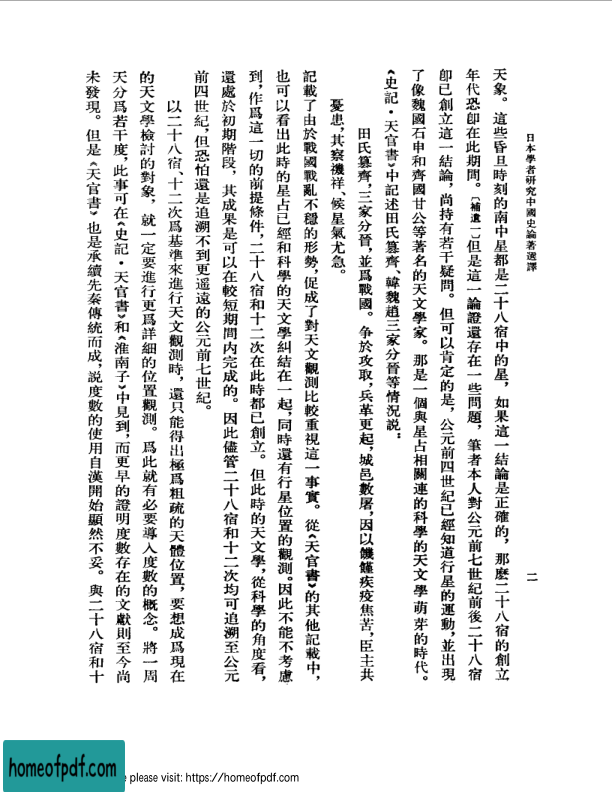 日本學者研究中國史論著選譯
二
天象。這些昏旦時刻的南中星都是二十八宿中的星，如果這一結論是正確的，那麽二十八宿的創立
年代恐卽在此期間。〔補遺一〕但是這一論證還存在一些問題，筆者本人對公元前七世紀前後二十八宿
卽已創立這一結論，尚持有若干疑問。但可以肯定的是，公元前四世紀已經知道行星的運動，並出現
了像魏國石申和齊國甘公等著名的天文學家。那是一個與星占相關連的科學的天文學萌芽的時代。
《史記·天官書》中記述田氏篡齊、韓魏趙三家分晉等情況説：
田氏篡齊，三家分晉，並爲戰國。争於攻取，兵革更起，城邑數屠，因以饑饉疾疫焦苦，臣主共
憂患，其察禨祥、候星氣尤急。
記載了由於戰國戰亂不穩的形勢，促成了對天文觀測比較重視這一事實。從《天官書》的其他記載中，
也可以看出此時的星占已經和科學的天文學糾結在一起，同時還有行星位置的觀測。因此不能不考慮
到，作爲這一切的前提條件，二十八宿和十二次在此時都已創立。但此時的天文學，從科學的角度看，
還處於初期階段，其成果是可以在較短期間内完成的。因此儘管二十八宿和十二次均可追溯至公元
前四世紀，但恐怕還是追溯不到更遥遠的公元前七世紀。
以二十八宿、十二次爲基準來進行天文觀測時，還只能得出極爲粗疏的天體位置，要想成爲現在
的天文學檢討的對象，就一定要進行更爲詳細的位置觀測。爲此就有必要導入度數的概念。將一周
天分爲若干度，此事可在《史記·天官書》和《淮南子》中見到，而更早的證明度數存在的文獻則至今尚
未發現。但是《天官書》也是承續先秦傳統而成，説度數的使用自漢開始顯然不妥。與二十八宿和十
homeofpdf.com
e please visit: https://homeofpdf.com